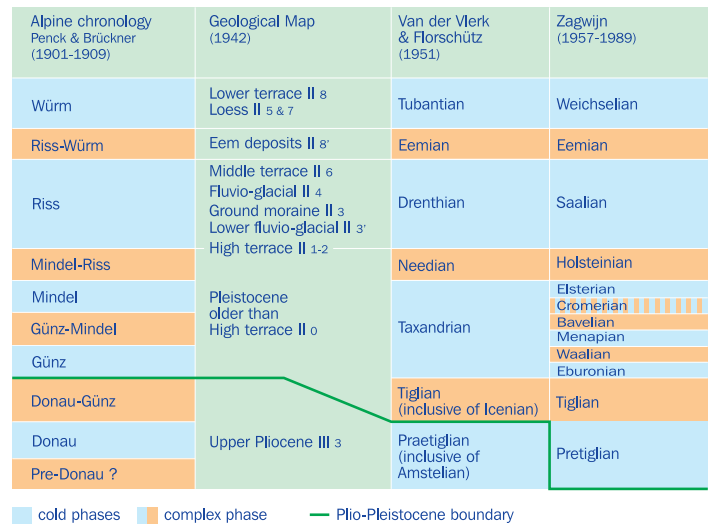 Alpine chronology
Penck & Brückner
(1901-1909)
Geological Map
(1942)
Van der Vlerk
& Florschütz
(1951)
Zagwijn
(1957-1989)
Würm
Lower terrace II 8
Loess II 5 & 7
Tubantian
Weichselian
Riss-Würm
Eem deposits II 8'
Eemian
Eemian
Riss
Middle terrace II 6
Fluvio-glacial II 4
Ground moraine II 3
Lower fluvio-glacial II 3'
High terrace II 1-2
Drenthian
Saalian
Mindel-Riss
Needian
Holsteinian
Mindel
Günz-Mindel
Günz
Pleistocene
older than
High terrace II 0
Taxandrian
Elsterian
Cromerian
Bavelian
Menapian
Waalian
Eburonian
Donau-Günz
Tiglian
(inclusive of Icenian)
Tiglian
Donau
Pre-Donau ?
Upper Pliocene III 3
Praetiglian
(inclusive of
Amstelian)
Pretiglian
cold phases
complex phase
Plio-Pleistocene boundary